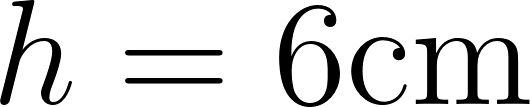 h = 6cm